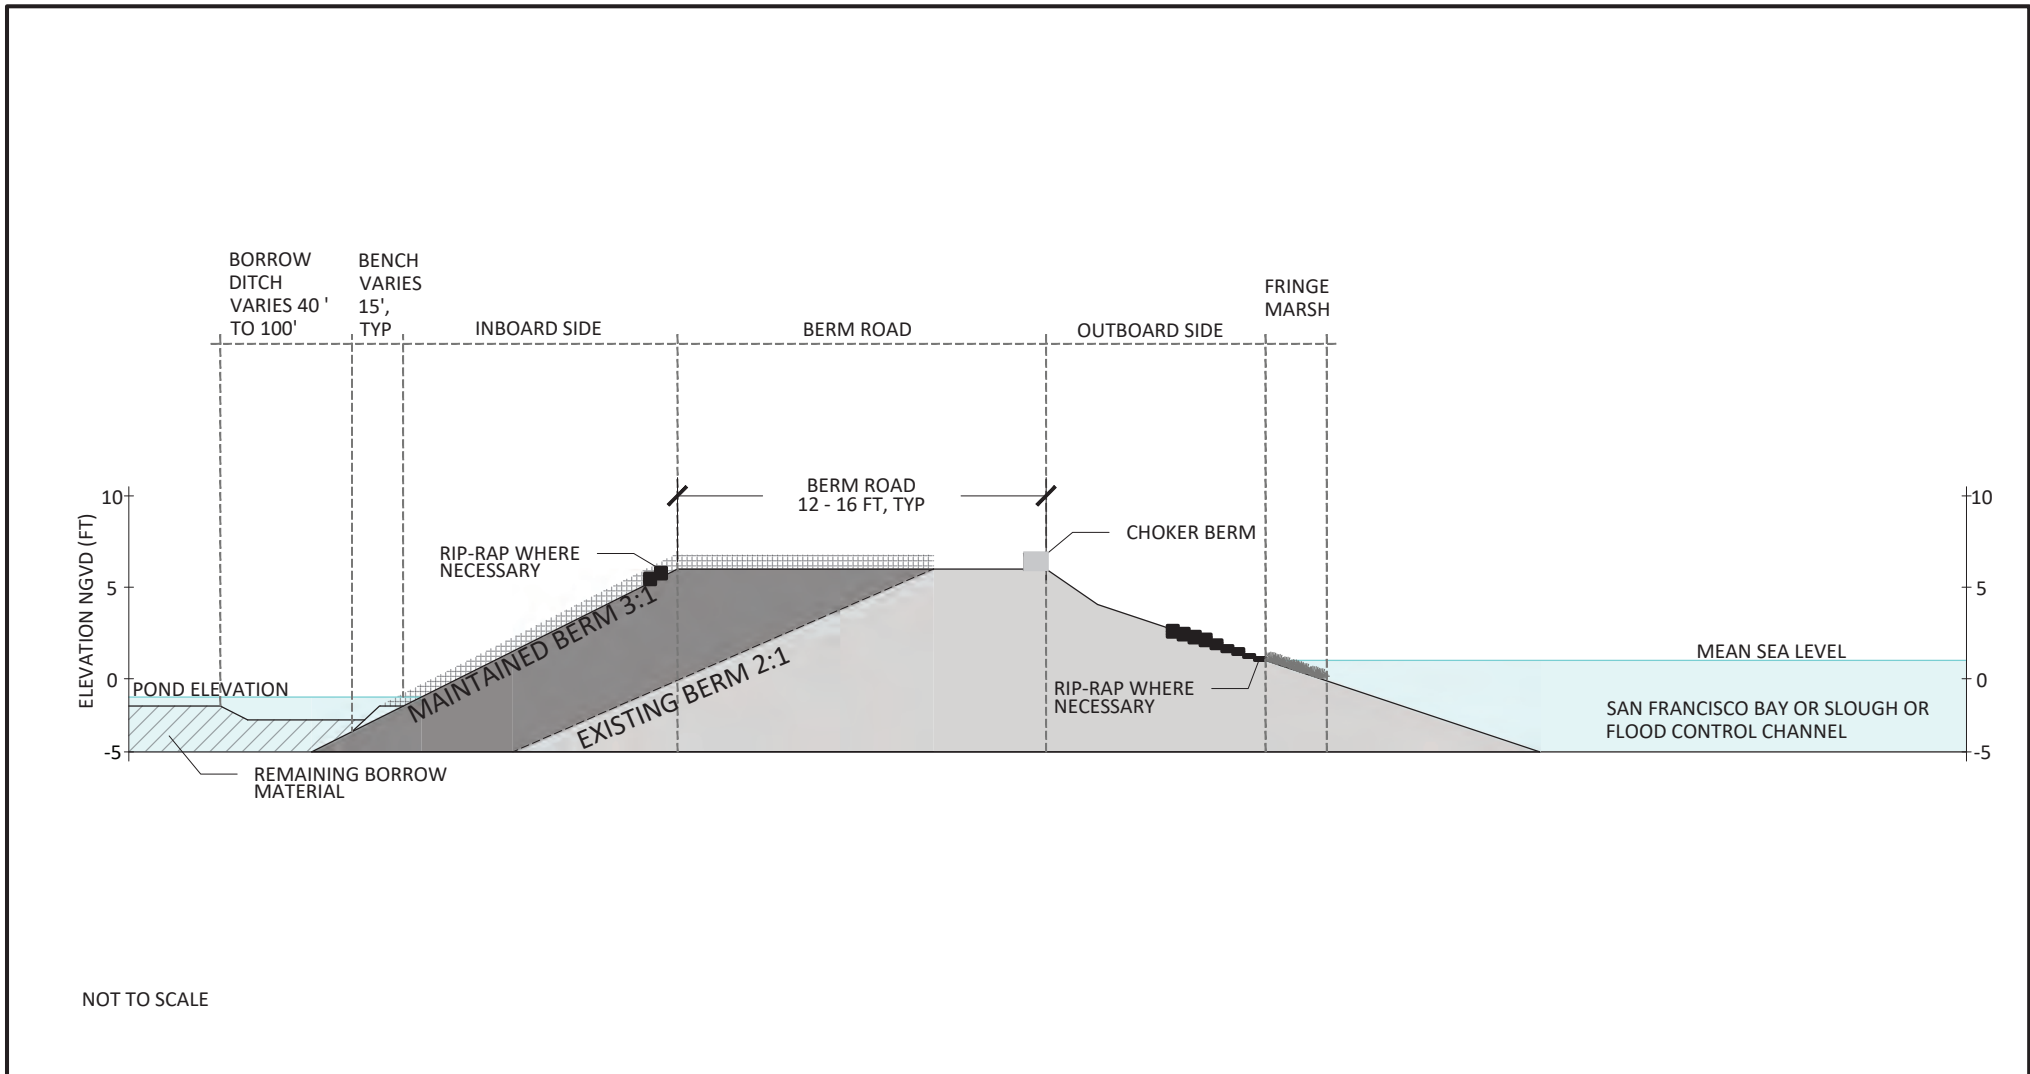 BORROW
DITCH
VARIES 40 '
TO 100'
BENCH
VARIES
15',
TYP
INBOARD SIDE
BERM ROAD
OUTBOARD SIDE
FRINGE
MARSH
BERM ROAD
12 - 16 FT, TYP
CHOKER BERM
RIP-RAP WHERE
NECESSARY
ELEVATION NGVD (FT)
10
5
0
-5
10
5
0
-5
MAINTAINED BERM 3:1
EXISTING BERM 2:1
POND ELEVATION
MEAN SEA LEVEL
RIP-RAP WHERE
NECESSARY
SAN FRANCISCO BAY OR SLOUGH OR
FLOOD CONTROL CHANNEL
REMAINING BORROW
MATERIAL
NOT TO SCALE